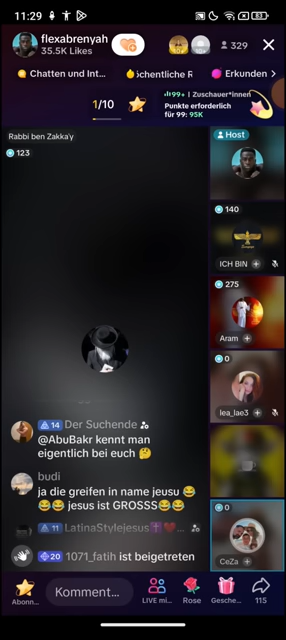 11:29
53
flexabrenyah
35.5K Likes
329
Chatten und Int...
öchentliche R
Erkunden >
1/10
99+ | Zuschauer*innen
Punkte erforderlich
für 99: 95K
Rabbi ben Zakka'y
123
Host
140
ICH BIN +
275
Aram +
0
lea_lae3 +
0
CeZa +
14 Der Suchende
@AbuBakr kennt man
eigentlich bei euch 🤔
budi
ja die greifen in name jeusu 😂
😂😂 jesus ist GROSSS😂😂
11 LatinaStylejesus✝️❤️...
20 1071_fatih ist beigetreten
Abonn...
Komment...
LIVE mi...
Rose
Gesche...
115